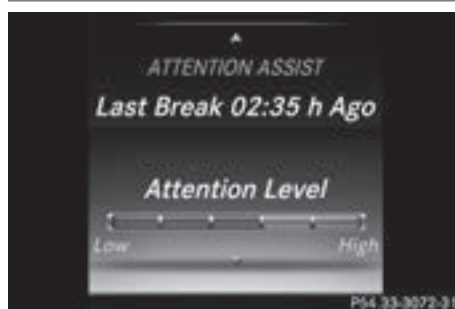 ATTENTION ASSIST
Last Break 02:35 h Ago
Attention Level
Low High
P54.33-3072-31